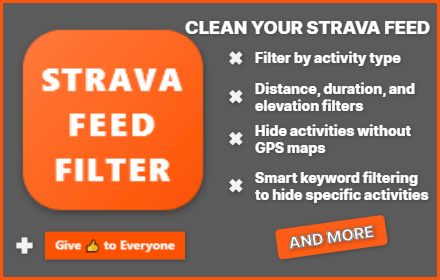 CLEAN YOUR STRAVA FEED
STRAVA
FEED
FILTER
Filter by activity type
Distance, duration, and
elevation filters
Hide activities without
GPS maps
Smart keyword filtering
to hide specific activities
Give 👍 to Everyone
AND MORE